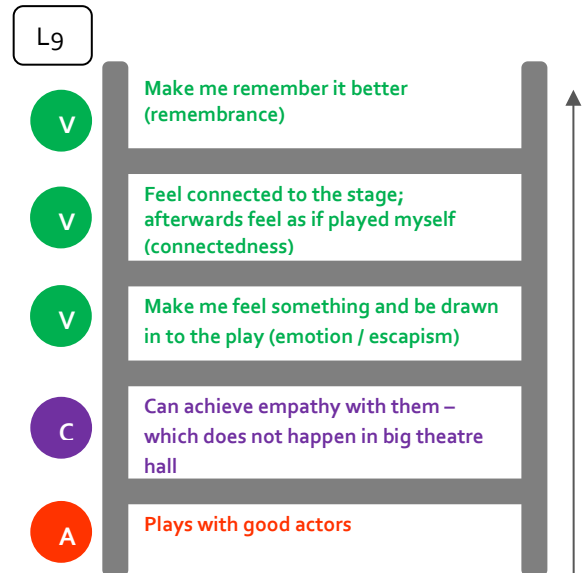 L9
V
Make me remember it better
(remembrance)
V
Feel connected to the stage;
afterwards feel as if played myself
(connectedness)
V
Make me feel something and be drawn
in to the play (emotion / escapism)
C
Can achieve empathy with them –
which does not happen in big theatre
hall
A
Plays with good actors